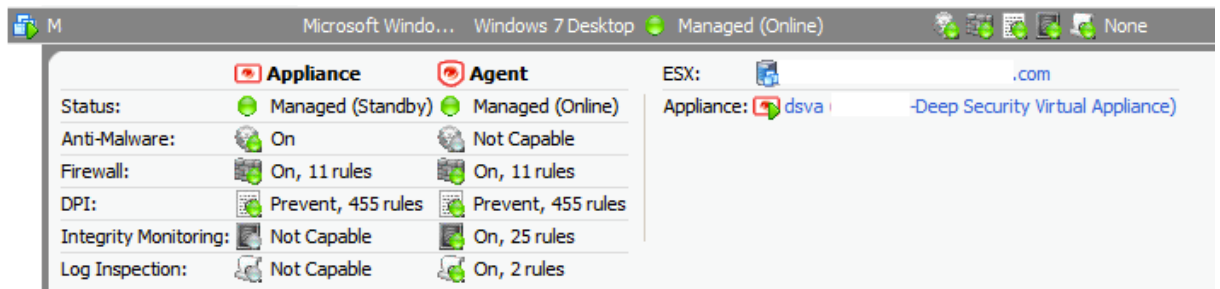 M Microsoft Windo... Windows 7 Desktop Managed (Online) None
Appliance Agent ESX: .com
Status: Managed (Standby) Managed (Online) Appliance: dsva ( -Deep Security Virtual Appliance)
Anti-Malware: On Not Capable
Firewall: On, 11 rules On, 11 rules
DPI: Prevent, 455 rules Prevent, 455 rules
Integrity Monitoring: Not Capable On, 25 rules
Log Inspection: Not Capable On, 2 rules